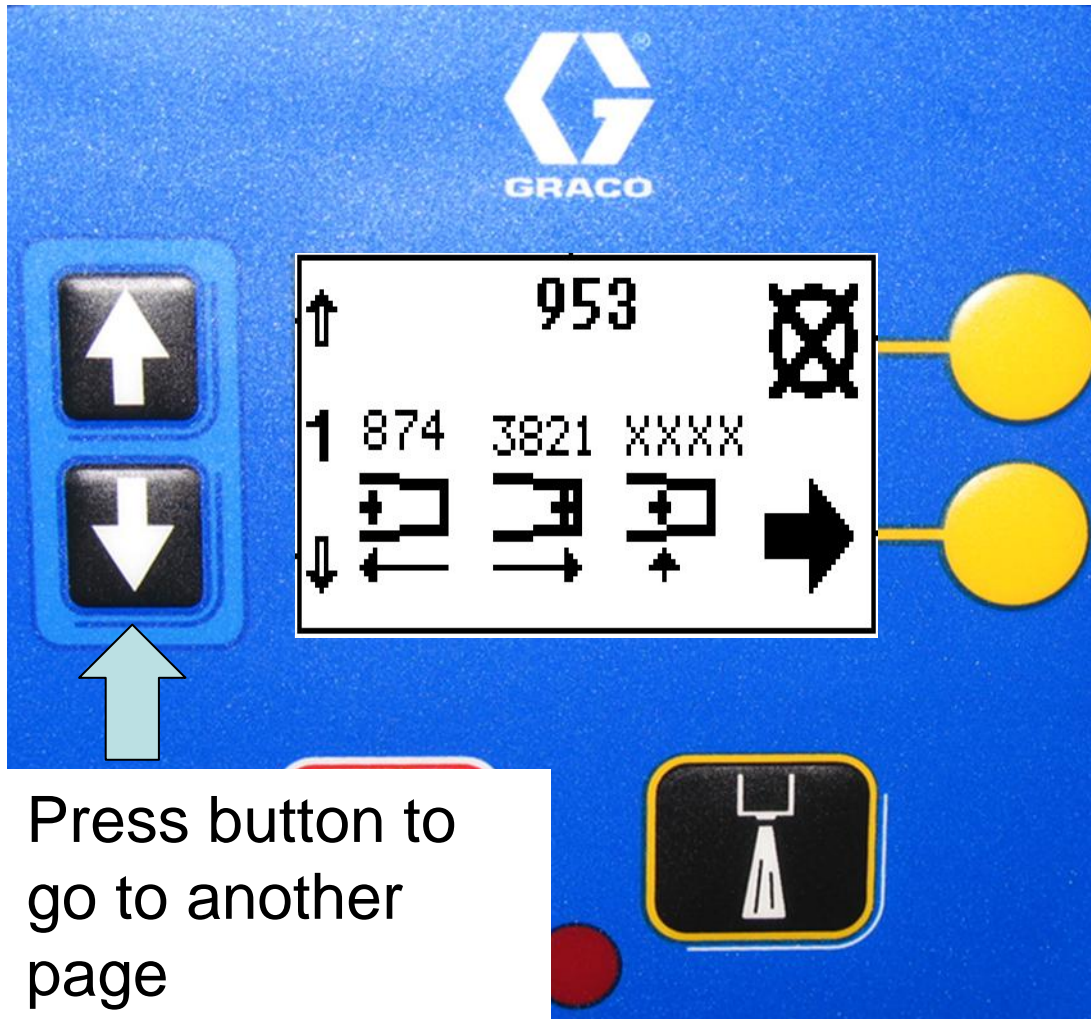 ®
GRACO
953
1 874 3821 XXXX
Press button to
go to another
page